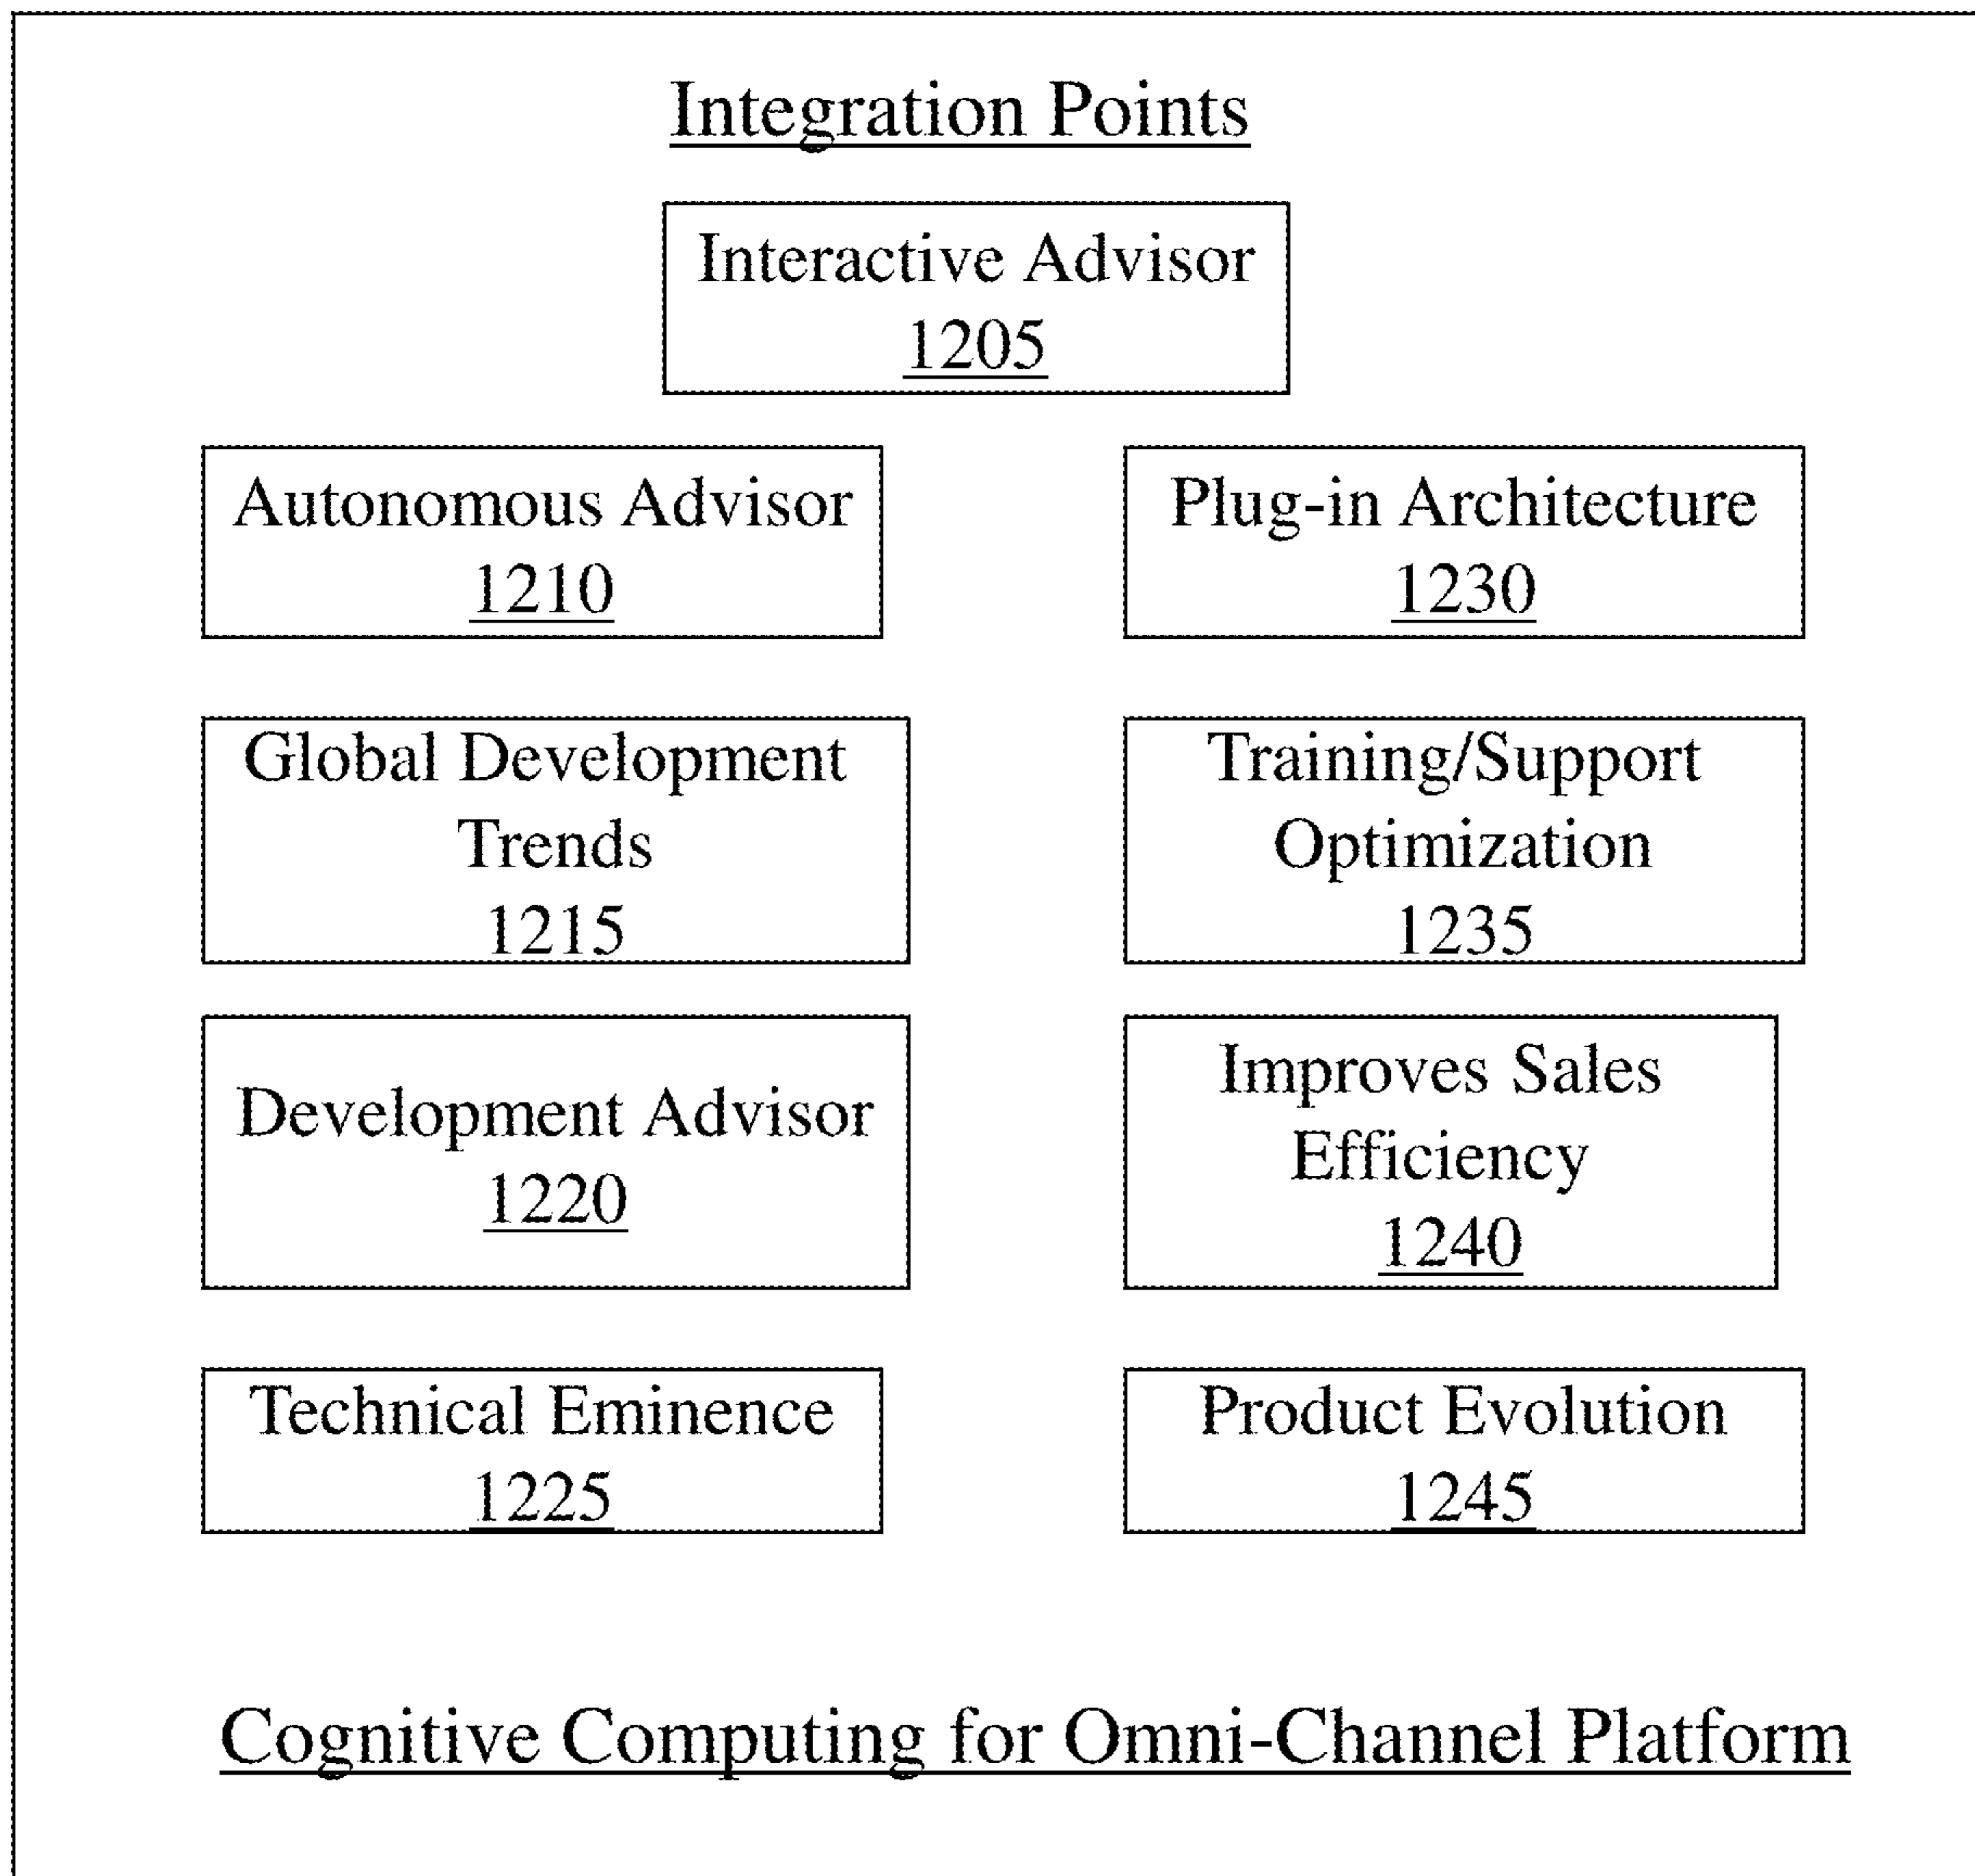 Integration Points
Interactive Advisor
1205
Autonomous Advisor
1210
Plug-in Architecture
1230
Global Development
Trends
1215
Training/Support
Optimization
1235
Development Advisor
1220
Improves Sales
Efficiency
1240
Technical Eminence
1225
Product Evolution
1245
Cognitive Computing for Omni-Channel Platform